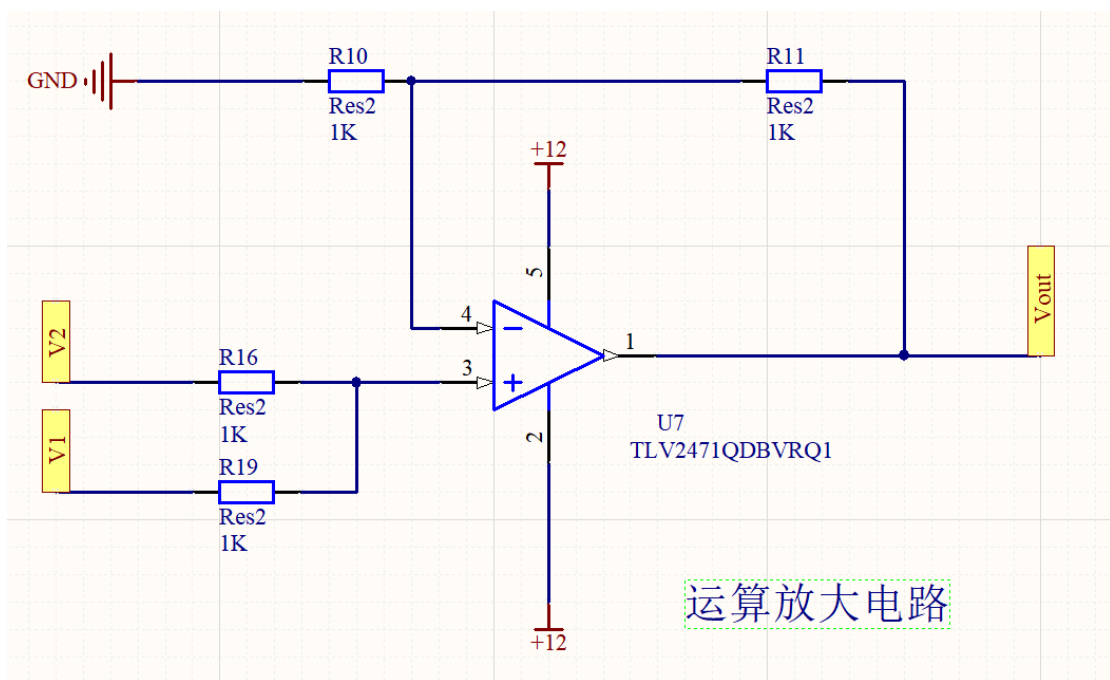 R10
R11
GND
Res2
Res2
1K
1K
+12
5
Vout
4
1
V2
R16
3
Res2
U7
1K
2
TLV2471QDBVRQ1
V1
R19
Res2
1K
运算放大电路
+12